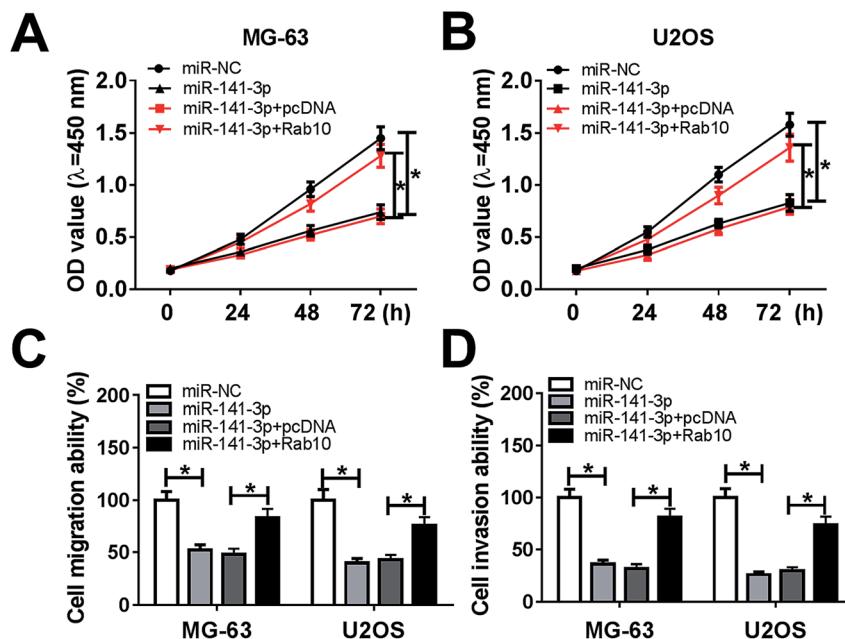 A
MG-63
OD value (λ=450 nm)
2.0
1.5
1.0
0.5
0.0
miR-NC
miR-141-3p
miR-141-3p+pcDNA
miR-141-3p+Rab10
*
*
0 24 48 72 (h)
B
U2OS
OD value (λ=450 nm)
2.0
1.5
1.0
0.5
0.0
miR-NC
miR-141-3p
miR-141-3p+pcDNA
miR-141-3p+Rab10
*
*
0 24 48 72 (h)
C
Cell migration ability (%)
200
150
100
50
0
miR-NC
miR-141-3p
miR-141-3p+pcDNA
miR-141-3p+Rab10
* * * *
MG-63 U2OS
D
Cell invasion ability (%)
200
150
100
50
0
miR-NC
miR-141-3p
miR-141-3p+pcDNA
miR-141-3p+Rab10
* * * *
MG-63 U2OS